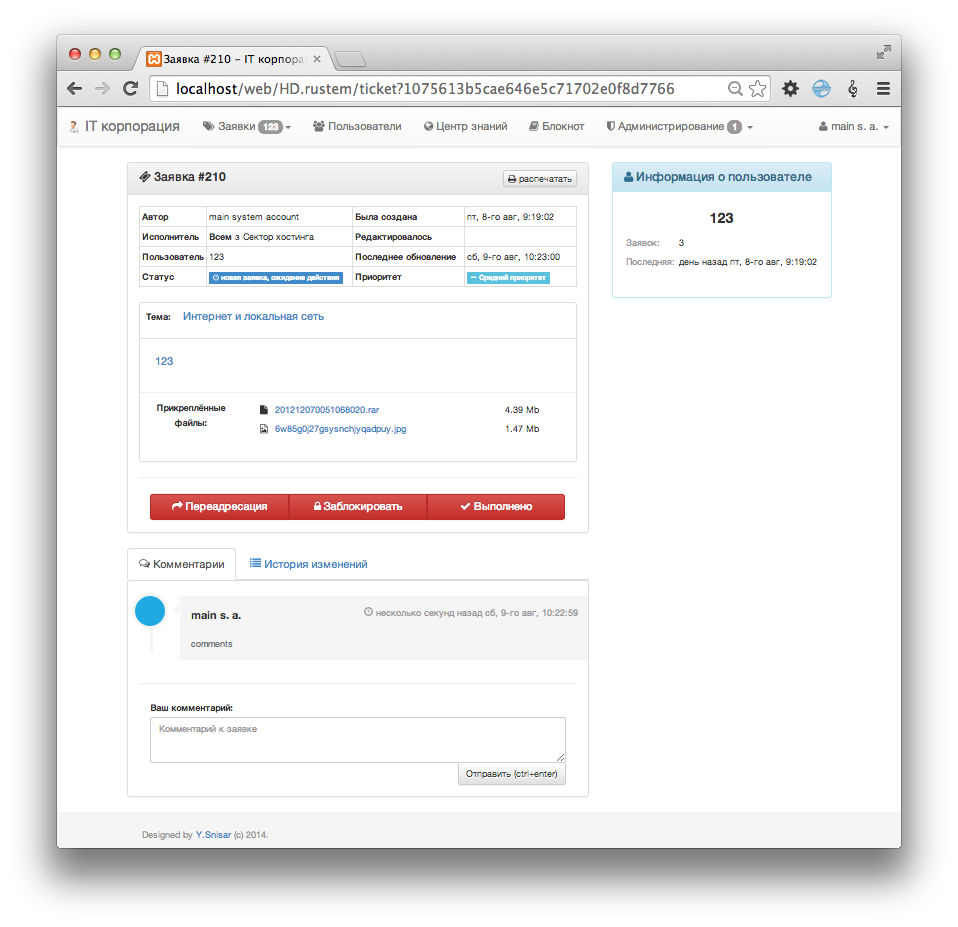 Заявка #210 – IT корпора
localhost/web/HD.rustem/ticket?1075613b5cae646e5c71702e0f8d7766
IT корпорация Заявки 123 Пользователи Центр знаний Блокнот Администрирование 1 main s. a.
Заявка #210 распечатать
Автор main system account Была создана пт, 8-го авг, 9:19:02
Исполнитель Всем з Сектор хостинга Редактировалось
Пользователь 123 Последнее обновление сб, 9-го авг, 10:23:00
Статус новая заявка, ожидание действия Приоритет Средний приоритет
Тема: Интернет и локальная сеть
123
Прикреплённые файлы:
201212070051068020.rar 4.39 Mb
6w85g0j27gsysnchjyqadpuy.jpg 1.47 Mb
Переадресация Заблокировать Выполнено
Информация о пользователе
123
Заявок: 3
Последняя: день назад пт, 8-го авг, 9:19:02
Комментарии История изменений
main s. a. несколько секунд назад сб, 9-го авг, 10:22:59
comments
Ваш комментарий:
Комментарий к заявке
Отправить (ctrl+enter)
Designed by Y.Snisar (c) 2014.